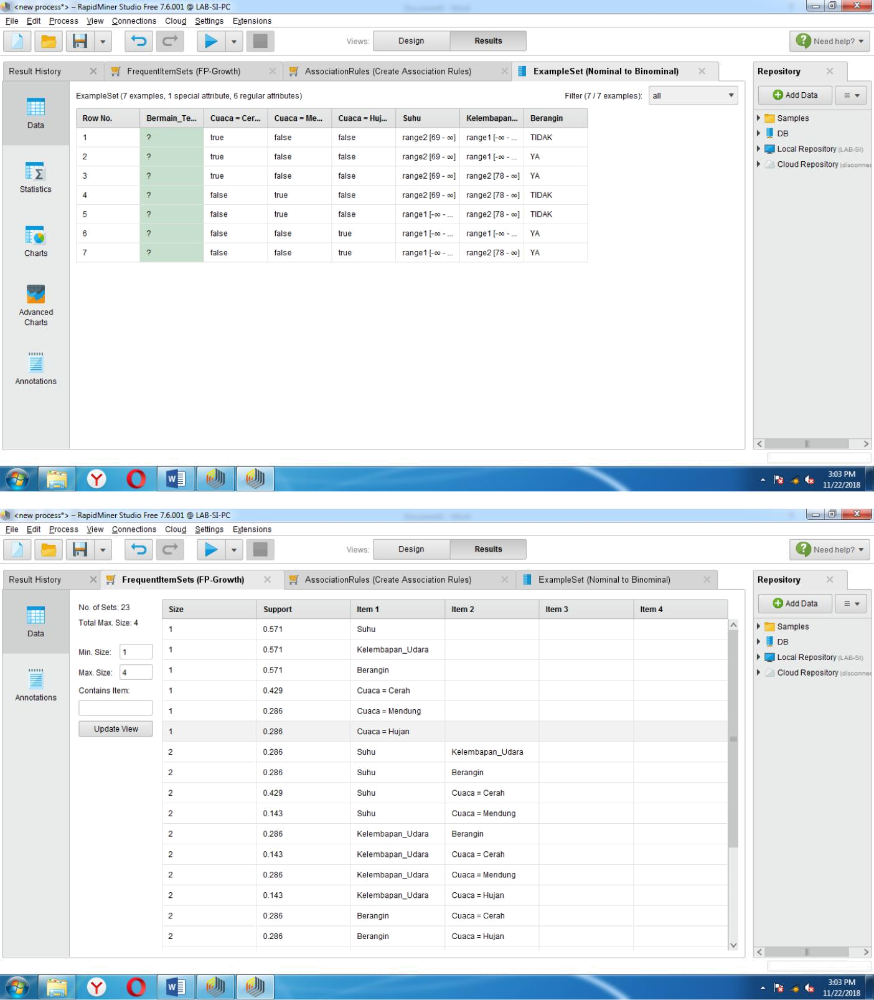 <new process*> – RapidMiner Studio Free 7.6.001 @ LAB-SI-PC
File Edit Process View Connections Cloud Settings Extensions
Views: Design Results Need help?
Result History FrequentItemSets (FP-Growth) AssociationRules (Create Association Rules) ExampleSet (Nominal to Binominal) Repository
ExampleSet (7 examples, 1 special attribute, 6 regular attributes) Filter (7 / 7 examples): all Add Data
Data
Statistics
Charts
Advanced
Charts
Annotations
Row No. Bermain_Te... Cuaca = Cer... Cuaca = Me... Cuaca = Huj... Suhu Kelembapan... Berangin
1 ? true false false range2 [69 - ∞] range1 [-∞ - ... TIDAK
2 ? true false false range2 [69 - ∞] range1 [-∞ - ... YA
3 ? true false false range2 [69 - ∞] range2 [78 - ∞] YA
4 ? false true false range2 [69 - ∞] range2 [78 - ∞] TIDAK
5 ? false true false range1 [-∞ - ... range2 [78 - ∞] TIDAK
6 ? false false true range1 [-∞ - ... range1 [-∞ - ... YA
7 ? false false true range1 [-∞ - ... range2 [78 - ∞] YA
Samples
DB
Local Repository (LAB-SI)
Cloud Repository (disconnec
3:03 PM
11/22/2018
<new process*> – RapidMiner Studio Free 7.6.001 @ LAB-SI-PC
File Edit Process View Connections Cloud Settings Extensions
Views: Design Results Need help?
Result History FrequentItemSets (FP-Growth) AssociationRules (Create Association Rules) ExampleSet (Nominal to Binominal) Repository
Data
Annotations
No. of Sets: 23
Total Max. Size: 4
Min. Size: 1
Max. Size: 4
Contains Item:
Update View
Size Support Item 1 Item 2 Item 3 Item 4
1 0.571 Suhu
1 0.571 Kelembapan_Udara
1 0.571 Berangin
1 0.429 Cuaca = Cerah
1 0.286 Cuaca = Mendung
1 0.286 Cuaca = Hujan
2 0.286 Suhu Kelembapan_Udara
2 0.286 Suhu Berangin
2 0.429 Suhu Cuaca = Cerah
2 0.143 Suhu Cuaca = Mendung
2 0.286 Kelembapan_Udara Berangin
2 0.143 Kelembapan_Udara Cuaca = Cerah
2 0.286 Kelembapan_Udara Cuaca = Mendung
2 0.143 Kelembapan_Udara Cuaca = Hujan
2 0.286 Berangin Cuaca = Cerah
2 0.286 Berangin Cuaca = Hujan
Add Data
Samples
DB
Local Repository (LAB-SI)
Cloud Repository (disconnec
3:03 PM
11/22/2018